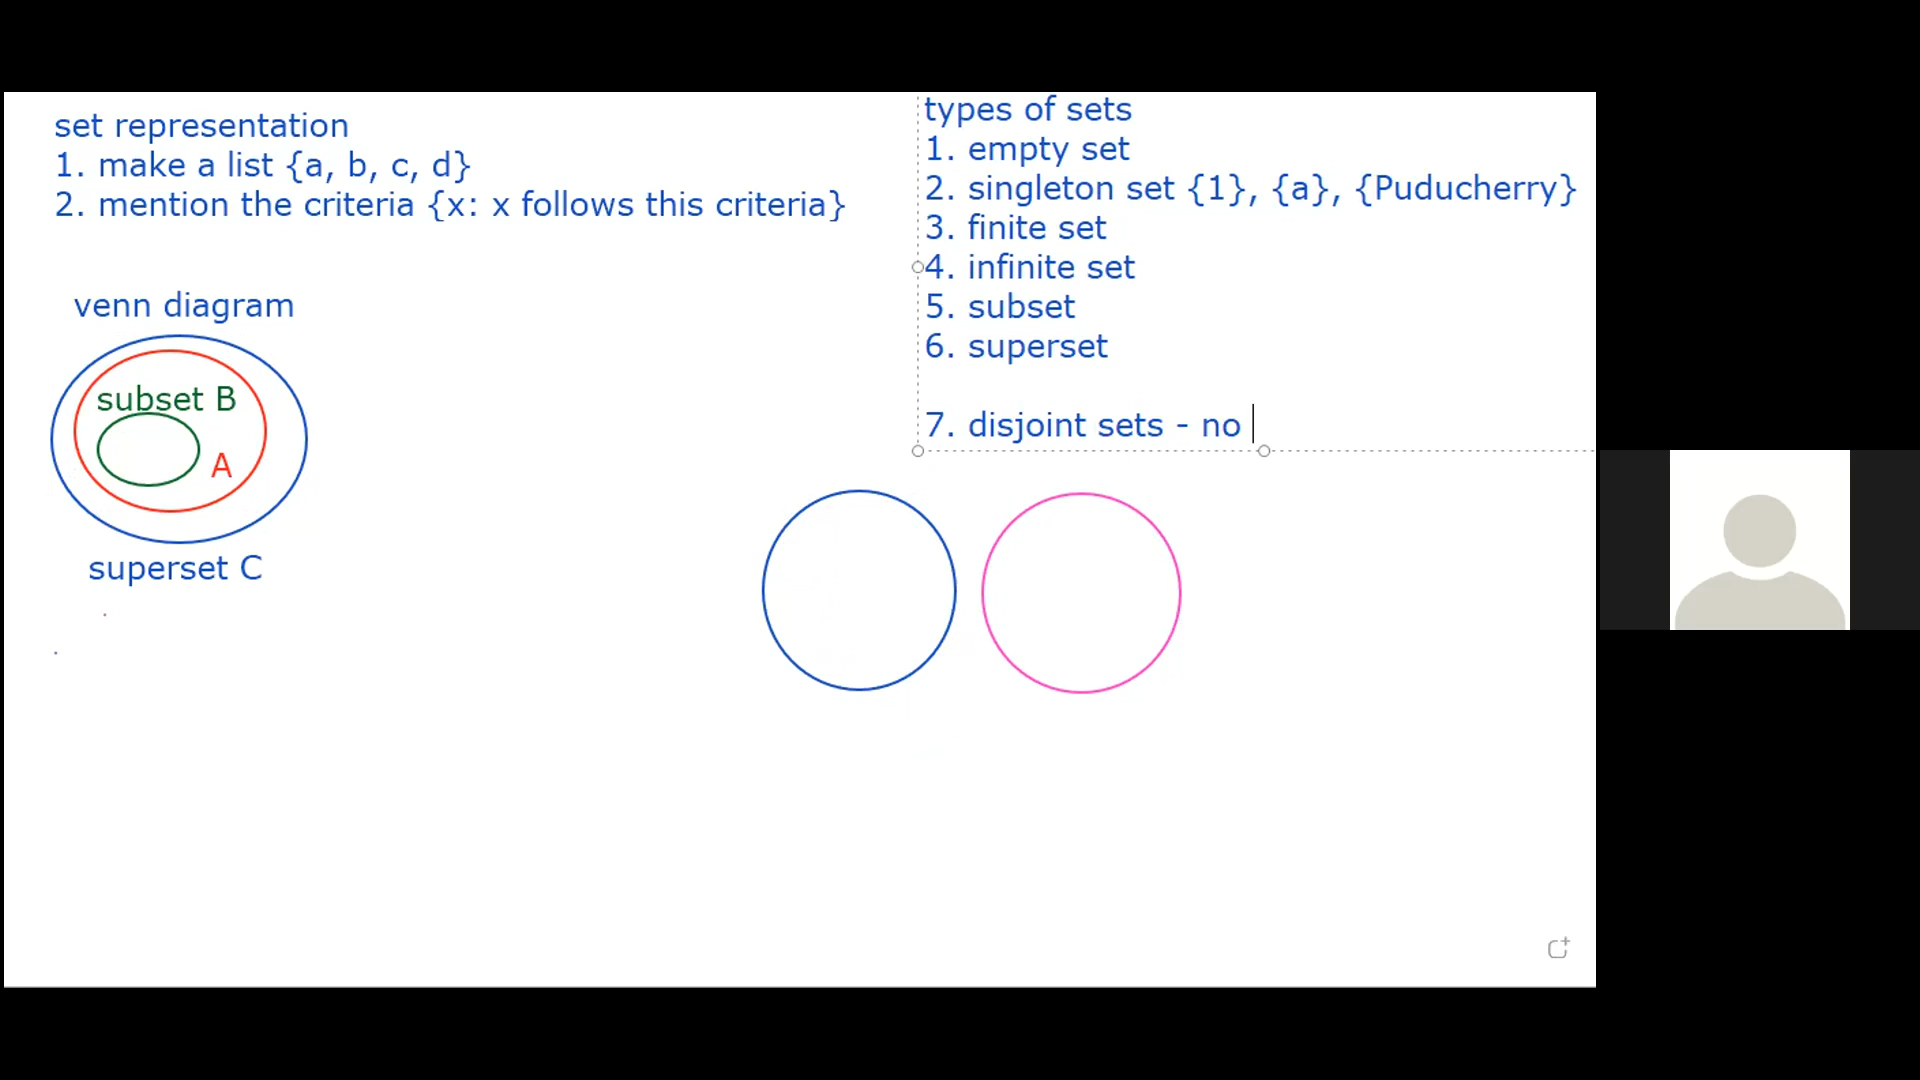 set representation
1. make a list {a, b, c, d}
2. mention the criteria {x: x follows this criteria}
venn diagram
subset B
A
superset C
types of sets
1. empty set
2. singleton set {1}, {a}, {Puducherry}
3. finite set
4. infinite set
5. subset
6. superset
7. disjoint sets - no